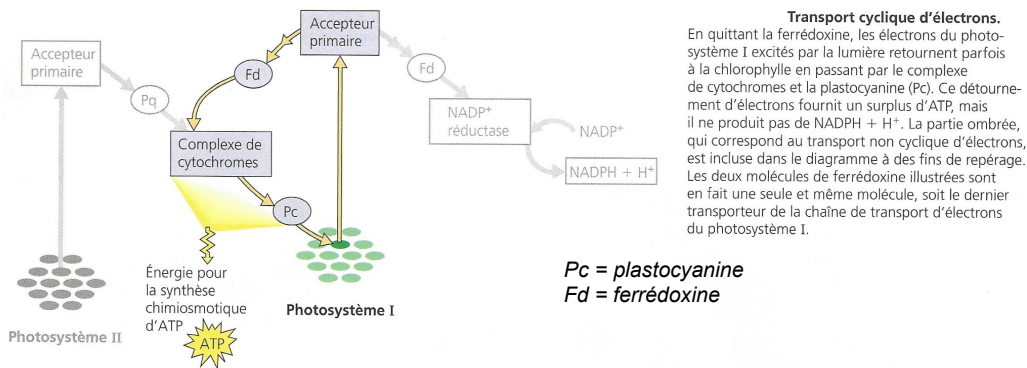 Accepteur
primaire
Pq
Photosystème II
Accepteur
primaire
Fd
Complexe de
cytochromes
Pc
Énergie pour
la synthèse
chimiosmotique
d'ATP
ATP
Photosystème I
Fd
NADP⁺
réductase
NADP⁺
NADPH + H⁺
Transport cyclique d'électrons.
En quittant la ferrédoxine, les électrons du photo-
système I excités par la lumière retournent parfois
à la chlorophylle en passant par le complexe
de cytochromes et la plastocyanine (Pc). Ce détourne-
ment d'électrons fournit un surplus d'ATP, mais
il ne produit pas de NADPH + H⁺. La partie ombrée,
qui correspond au transport non cyclique d'électrons,
est incluse dans le diagramme à des fins de repérage.
Les deux molécules de ferrédoxine illustrées sont
en fait une seule et même molécule, soit le dernier
transporteur de la chaîne de transport d'électrons
du photosystème I.
Pc = plastocyanine
Fd = ferrédoxine